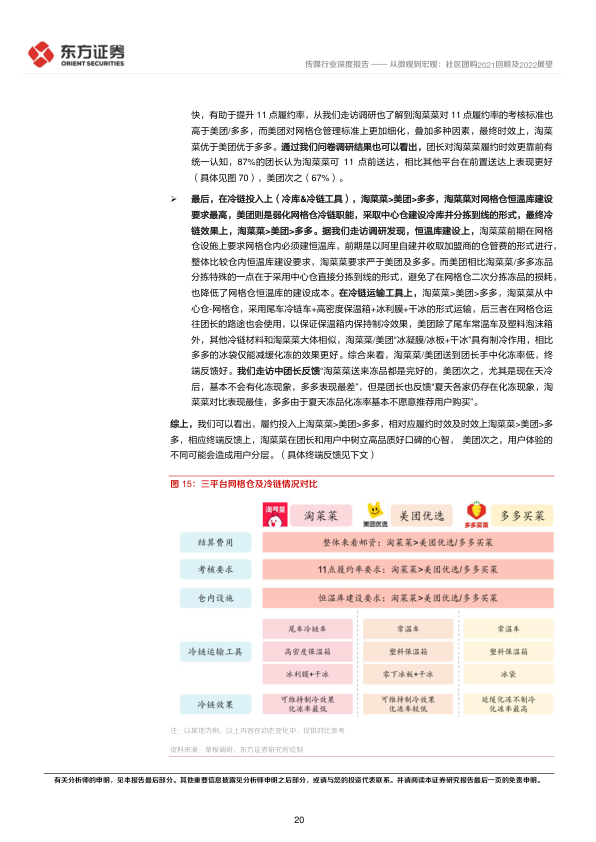 东方证券
ORIENT SECURITIES
传媒行业深度报告 —— 从微观到宏观：社区团购2021回顾及2022展望
快，有助于提升 11 点履约率，从我们走访调研也了解到淘菜菜对 11 点履约率的考核标准也
高于美团/多多，而美团对网格仓管理标准上更加细化，叠加多种因素，最终时效上，淘菜
菜优于美团优于多多。通过我们问卷调研结果也可以看出，团长对淘菜菜履约时效更靠前有
统一认知，87%的团长认为淘菜菜可 11 点前送达，相比其他平台在前置送达上表现更好
（具体见图 70），美团次之（67%）。
➢ 最后，在冷链投入上（冷库&冷链工具），淘菜菜>美团>多多，淘菜菜对网格仓恒温库建设
要求最高，美团则是弱化网格仓冷链职能，采取中心仓建设冷库并分拣到线的形式，最终冷
链效果上，淘菜菜>美团>多多。据我们走访调研发现，恒温库建设上，淘菜菜前期在网格
仓设施上要求网格仓内必须建恒温库，前期是以阿里自建并收取加盟商的仓管费的形式进行，
整体比较仓内恒温库建设要求，淘菜菜要求严于美团及多多。而美团相比淘菜菜/多多冻品
分拣特殊的一点在于采用中心仓直接分拣到线的形式，避免了在网格仓二次分拣冻品的损耗，
也降低了网格仓恒温库的建设成本。在冷链运输工具上，淘菜菜>美团>多多，淘菜菜从中
心仓-网格仓，采用尾车冷链车+高密度保温箱+冰利膜+干冰的形式运输，后三者在网格仓运
往团长的路途也会使用，以保证保温箱内保持制冷效果，美团除了尾车常温车及塑料泡沫箱
外，其他冷链材料和淘菜菜大体相似，淘菜菜/美团“冰凝膜/冰板+干冰”具有制冷作用，相比
多多的冰袋仅能减缓化冻的效果更好。综合来看，淘菜菜/美团送到团长手中化冻率低，终
端反馈好。我们走访中团长反馈“淘菜菜送来冻品都是完好的，美团次之，尤其是现在天冷
后，基本不会有化冻现象，多多表现最差”，但是团长也反馈“夏天各家仍存在化冻现象，淘
菜菜对比表现最佳，多多由于夏天冻品化冻率基本不愿意推荐用户购买”。
综上，我们可以看出，履约投入上淘菜菜>美团>多多，相对应履约时效及时效上淘菜菜>美团>多
多，相应终端反馈上，淘菜菜在团长和用户中树立高品质好口碑的心智， 美团次之，用户体验的
不同可能会造成用户分层。（具体终端反馈见下文）
图 15：三平台网格仓及冷链情况对比
淘菜菜 淘菜菜 美团优选 美团优选 多多买菜 多多买菜
结算费用 整体来看邮资：淘菜菜>美团优选/多多买菜
考核要求 11点履约率要求：淘菜菜>美团优选/多多买菜
仓内设施 恒温库建设要求：淘菜菜>美团优选/多多买菜
尾车冷链车 常温车 常温车
冷链运输工具 高密度保温箱 塑料保温箱 塑料保温箱
冰利膜+干冰 零下冰板+干冰 冰袋
冷链效果 可维持制冷效果 可维持制冷效果 延缓化冻不制冷
化冻率最低 化冻率较低 化冻率最高
注：以某地为例，以上内容在动态变化中，仅供对比参考
资料来源：草根调研，东方证券研究所绘制
有关分析师的申明，见本报告最后部分。其他重要信息披露见分析师申明之后部分，或请与您的投资代表联系。并请阅读本证券研究报告最后一页的免责申明。
20